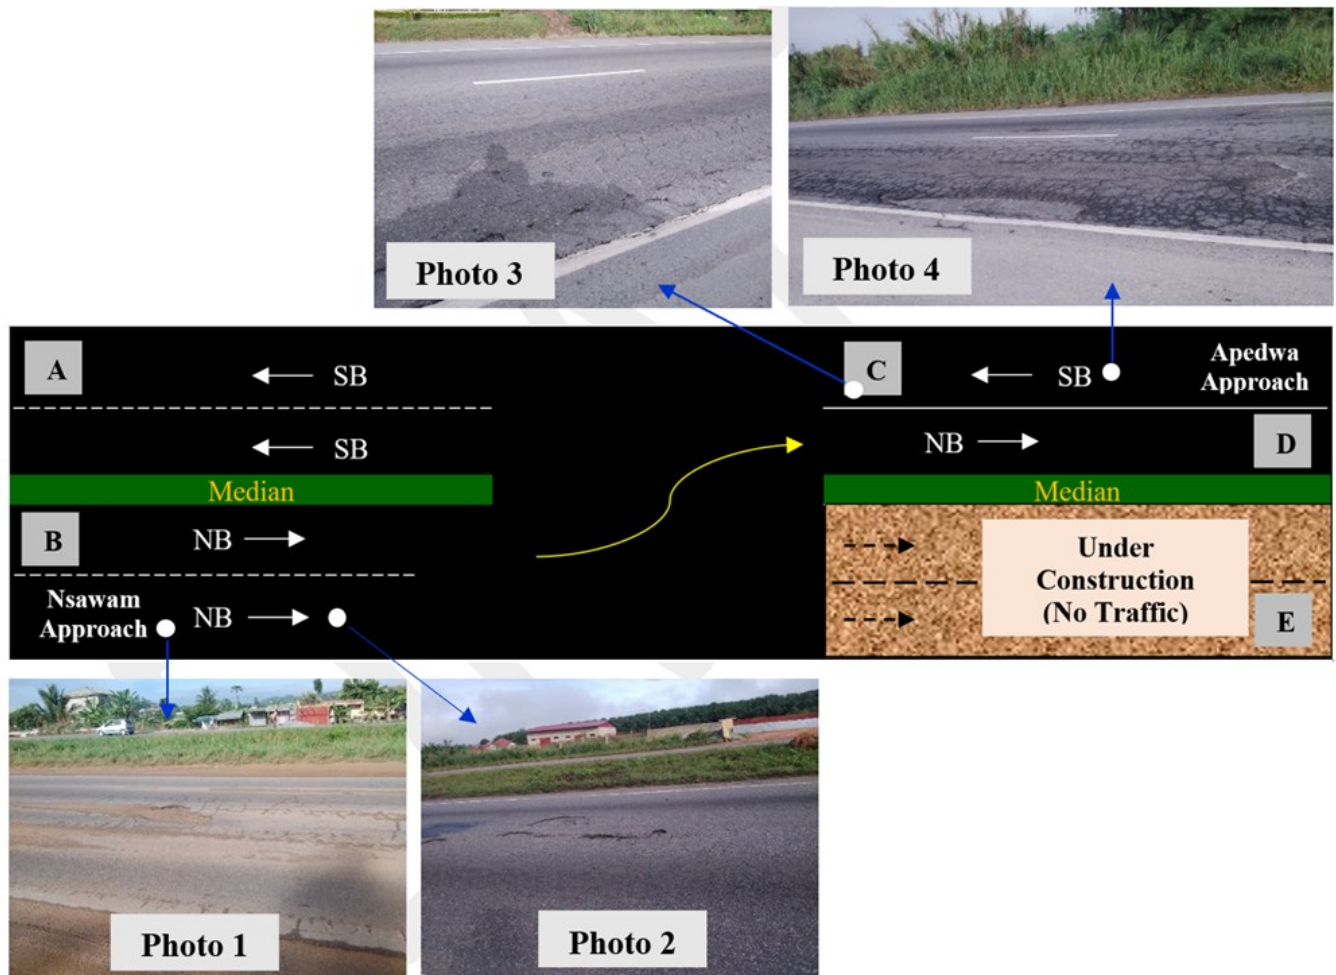 Photo 3
Photo 4
A
SB
SB
Median
B
NB
Nsawam
Approach
NB
C
SB
Apedwa
Approach
NB
D
Median
Under
Construction
(No Traffic)
E
Photo 1
Photo 2